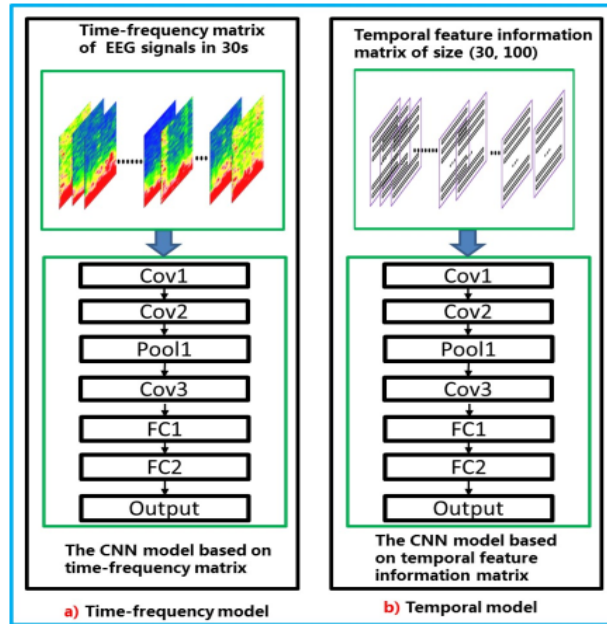 Time-frequency matrix
of EEG signals in 30s
Cov1
Cov2
Pool1
Cov3
FC1
FC2
Output
The CNN model based on
time-frequency matrix
a) Time-frequency model
Temporal feature information
matrix of size (30, 100)
Cov1
Cov2
Pool1
Cov3
FC1
FC2
Output
The CNN model based
on temporal feature
information matrix
b) Temporal model